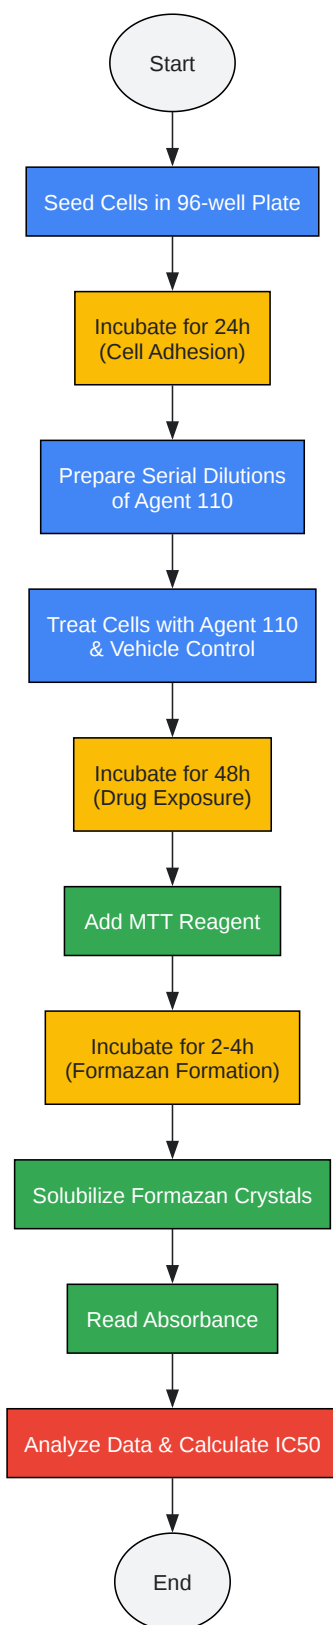 Start
Seed Cells in 96-well Plate
Incubate for 24h
(Cell Adhesion)
Prepare Serial Dilutions
of Agent 110
Treat Cells with Agent 110
& Vehicle Control
Incubate for 48h
(Drug Exposure)
Add MTT Reagent
Incubate for 2-4h
(Formazan Formation)
Solubilize Formazan Crystals
Read Absorbance
Analyze Data & Calculate IC50
End